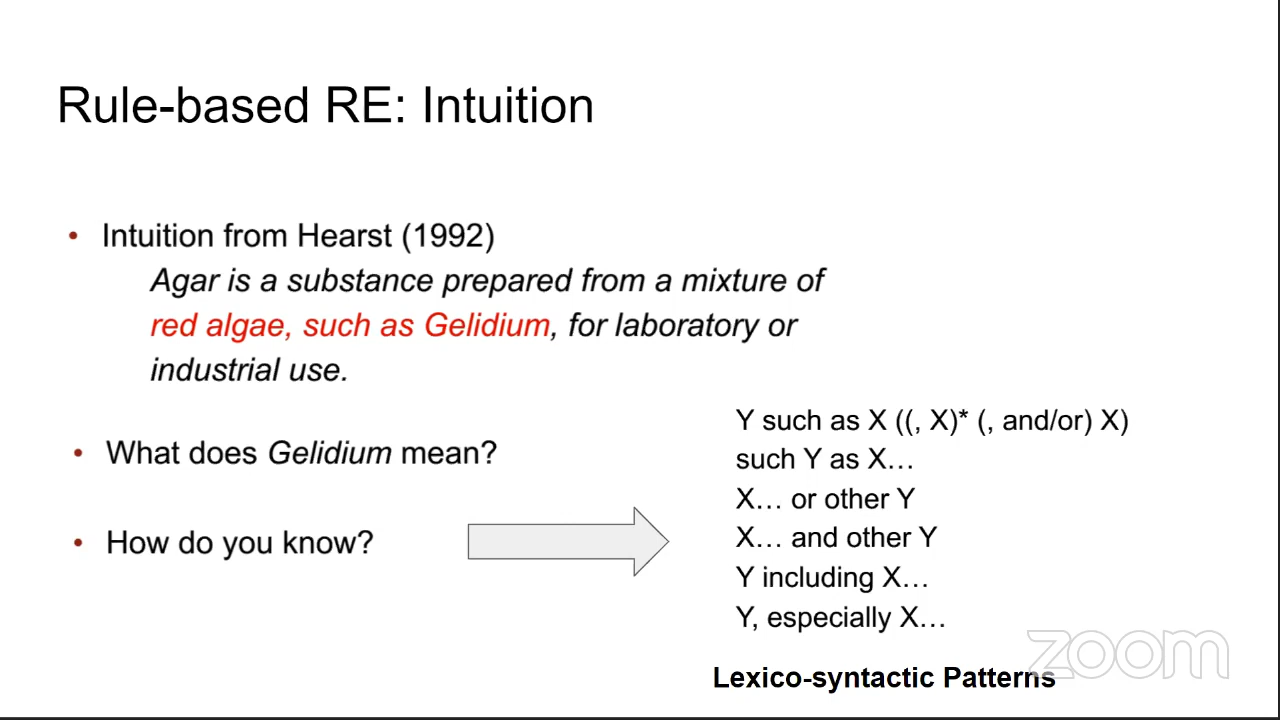 Rule-based RE: Intuition
• Intuition from Hearst (1992)
Agar is a substance prepared from a mixture of
red algae, such as Gelidium, for laboratory or
industrial use.
• What does Gelidium mean?
• How do you know?
Y such as X ((, X)* (, and/or) X)
such Y as X…
X… or other Y
X… and other Y
Y including X…
Y, especially X…
Lexico-syntactic Patterns
zoom